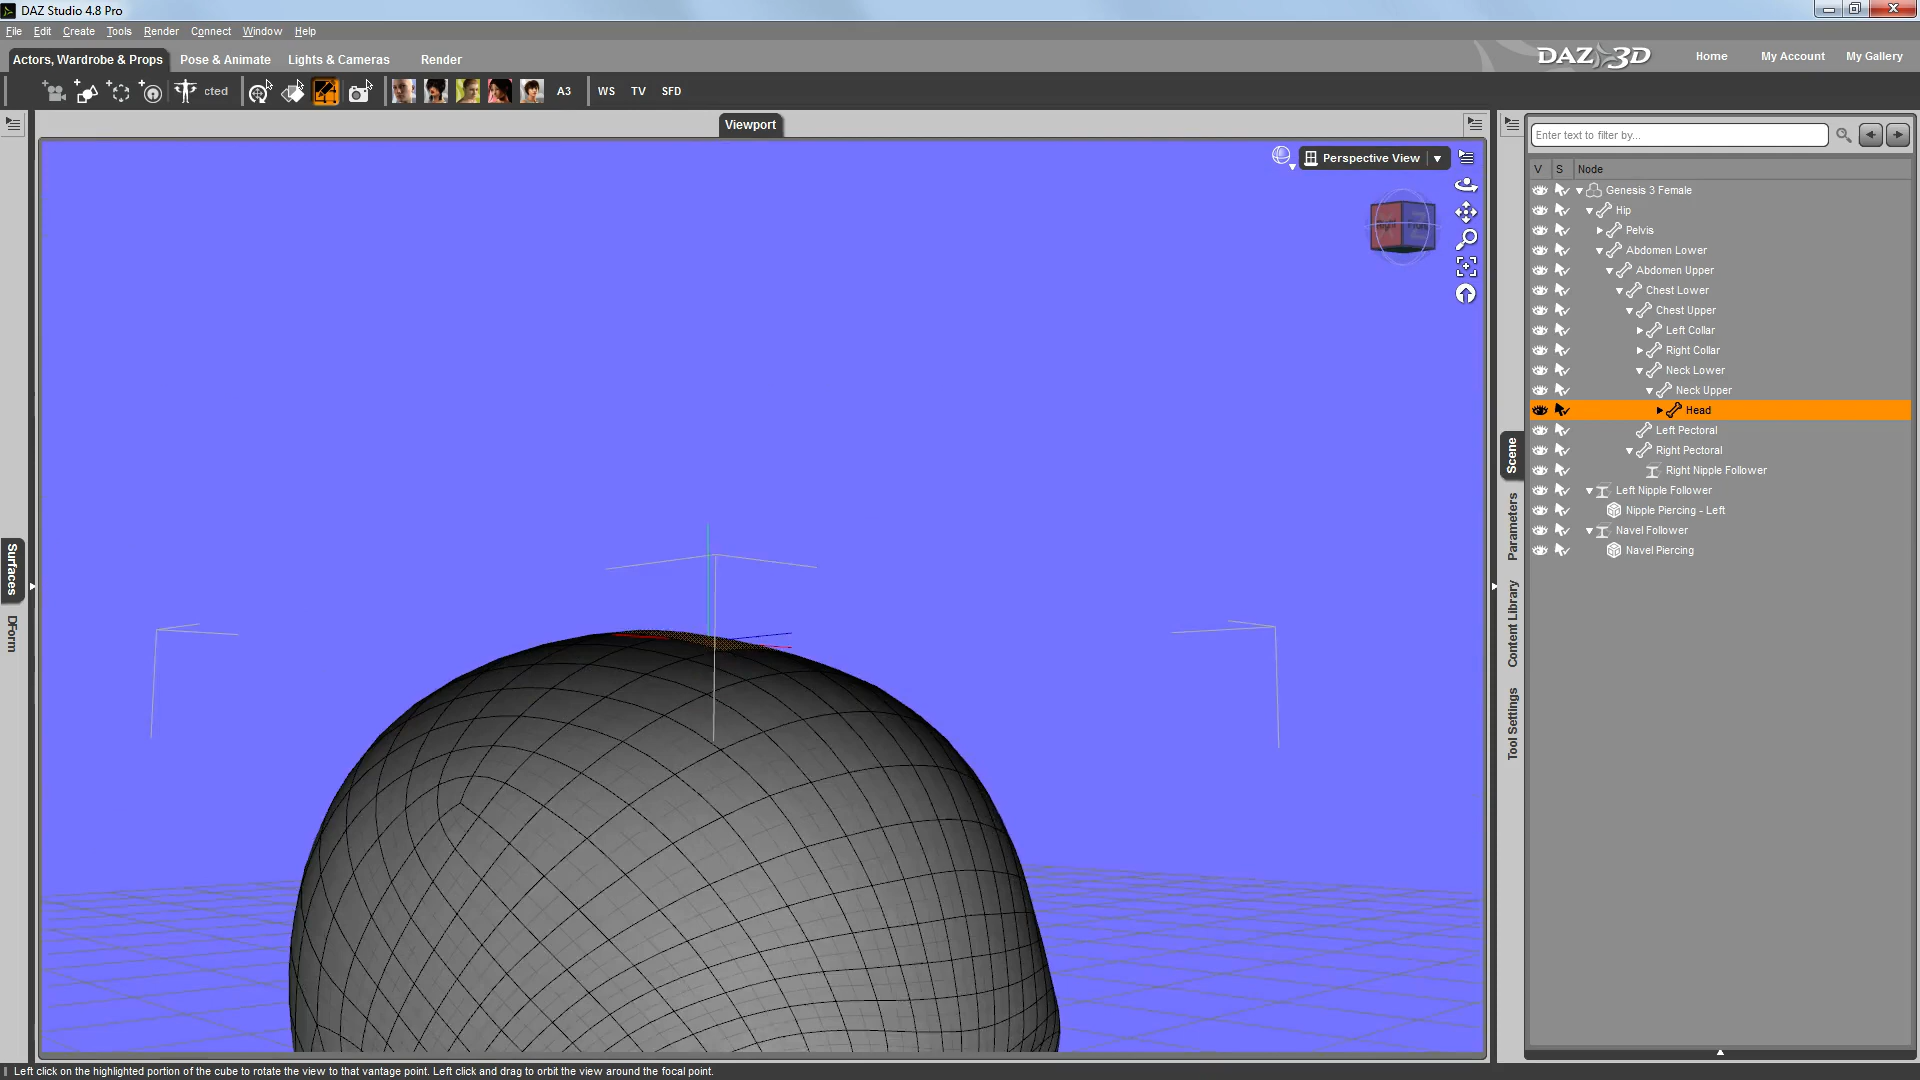 DAZ Studio 4.8 Pro
File Edit Create Tools Render Connect Window Help
Actors, Wardrobe & Props Pose & Animate Lights & Cameras Render
DAZ 3D Home My Account My Gallery
cted A3 WS TV SFD
Viewport
Perspective View
Surfaces
DForm
Scene
Parameters
Content Library
Tool Settings
Enter text to filter by...
V S Node
Genesis 3 Female
Hip
Pelvis
Abdomen Lower
Abdomen Upper
Chest Lower
Chest Upper
Left Collar
Right Collar
Neck Lower
Neck Upper
Head
Left Pectoral
Right Pectoral
Right Nipple Follower
Left Nipple Follower
Nipple Piercing - Left
Navel Follower
Navel Piercing
Left click on the highlighted portion of the cube to rotate the view to that vantage point. Left click and drag to orbit the view around the focal point.